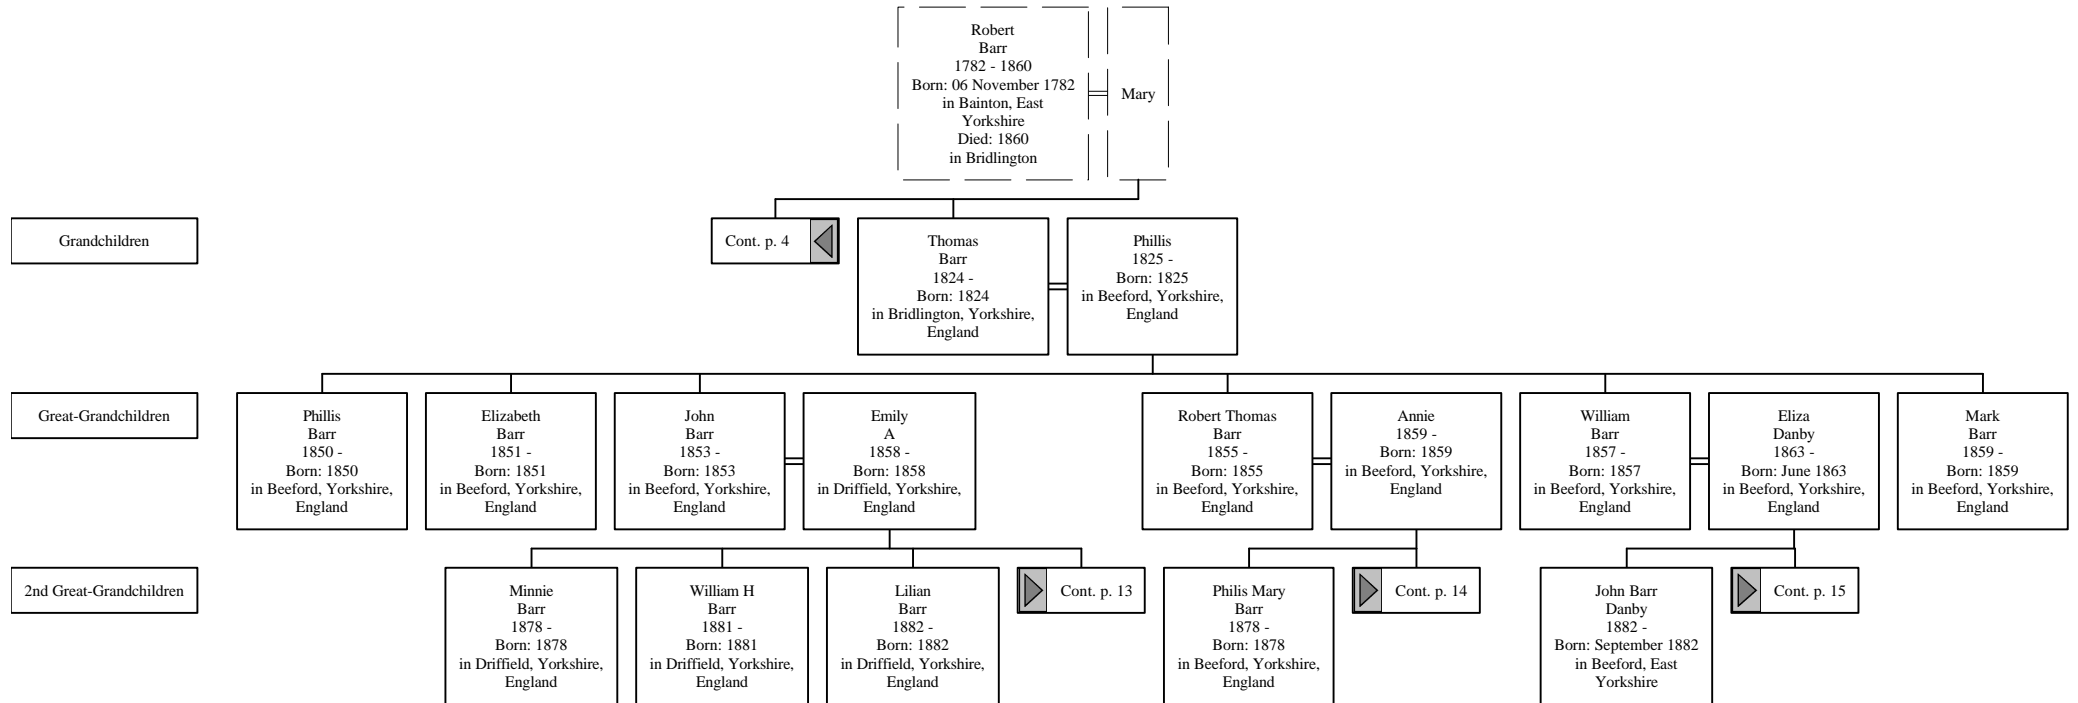 Robert
Barr
1782 - 1860
Born: 06 November 1782
in Bainton, East
Yorkshire
Died: 1860
in Bridlington
Mary
Grandchildren
Cont. p. 4
Thomas
Barr
1824 -
Born: 1824
in Bridlington, Yorkshire,
England
Phillis
1825 -
Born: 1825
in Beeford, Yorkshire,
England
Great-Grandchildren
Phillis
Barr
1850 -
Born: 1850
in Beeford, Yorkshire,
England
Elizabeth
Barr
1851 -
Born: 1851
in Beeford, Yorkshire,
England
John
Barr
1853 -
Born: 1853
in Beeford, Yorkshire,
England
Emily
A
1858 -
Born: 1858
in Driffield, Yorkshire,
England
Robert Thomas
Barr
1855 -
Born: 1855
in Beeford, Yorkshire,
England
Annie
1859 -
Born: 1859
in Beeford, Yorkshire,
England
William
Barr
1857 -
Born: 1857
in Beeford, Yorkshire,
England
Eliza
Danby
1863 -
Born: June 1863
in Beeford, Yorkshire,
England
Mark
Barr
1859 -
Born: 1859
in Beeford, Yorkshire,
England
2nd Great-Grandchildren
Minnie
Barr
1878 -
Born: 1878
in Driffield, Yorkshire,
England
William H
Barr
1881 -
Born: 1881
in Driffield, Yorkshire,
England
Lilian
Barr
1882 -
Born: 1882
in Driffield, Yorkshire,
England
Cont. p. 13
Philis Mary
Barr
1878 -
Born: 1878
in Beeford, Yorkshire,
England
Cont. p. 14
John Barr
Danby
1882 -
Born: September 1882
in Beeford, East
Yorkshire
Cont. p. 15